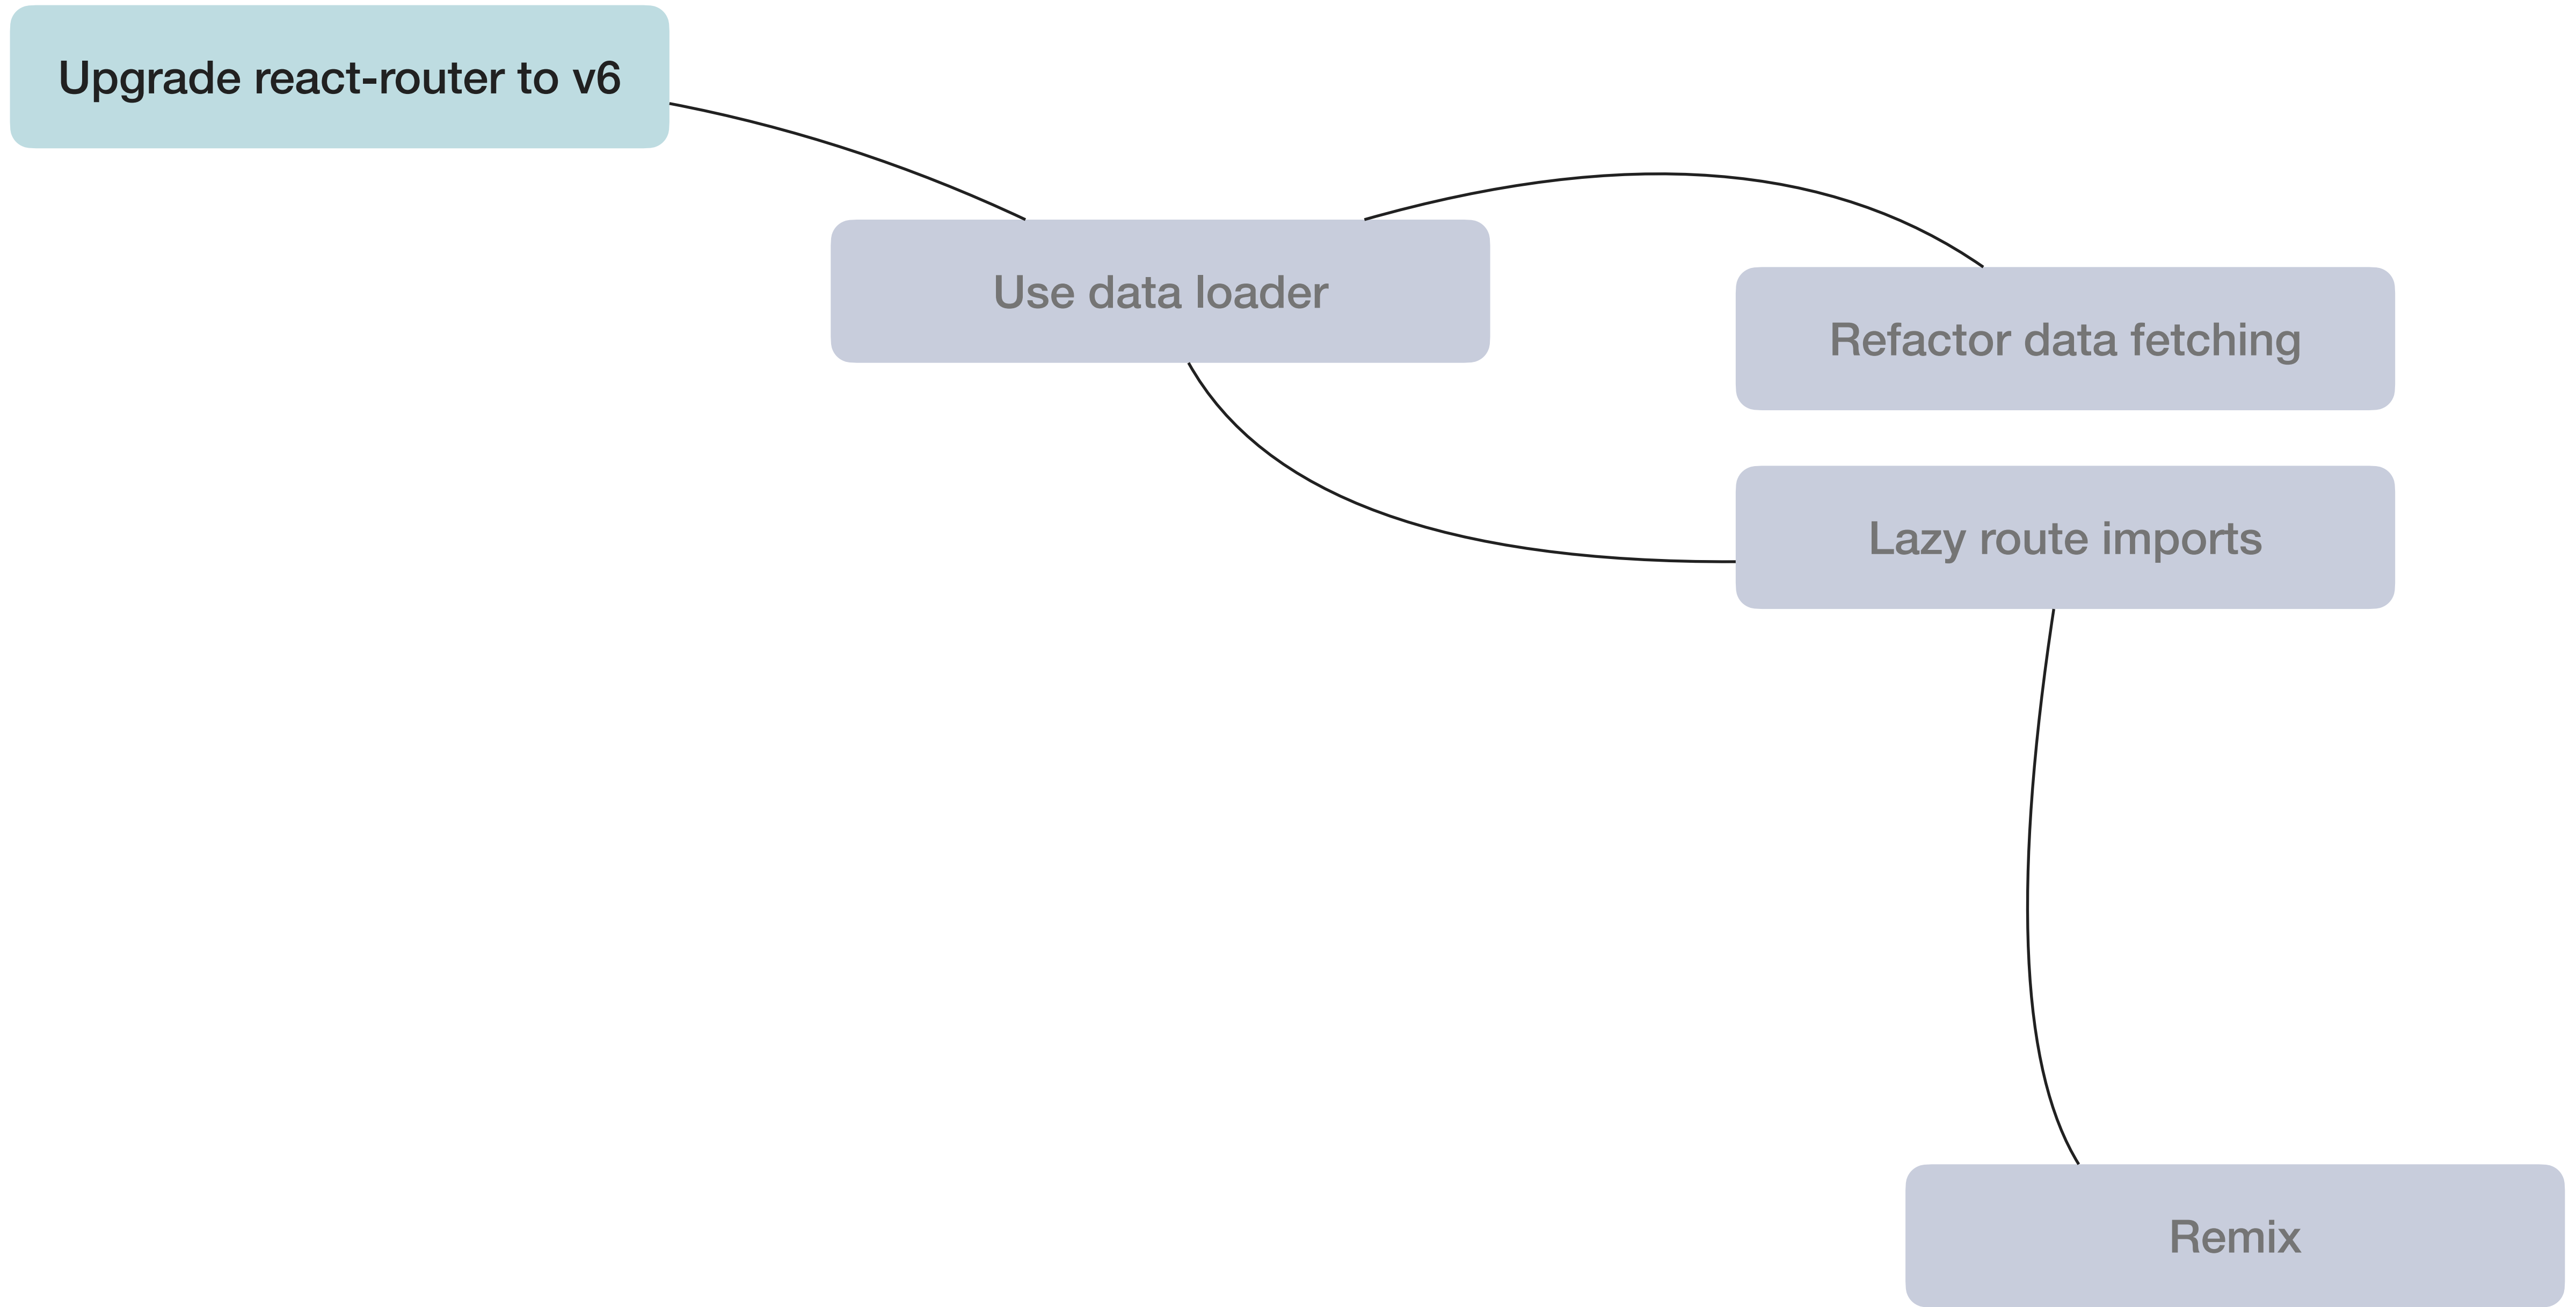 Upgrade react-router to v6
Use data loader
Refactor data fetching
Lazy route imports
Remix